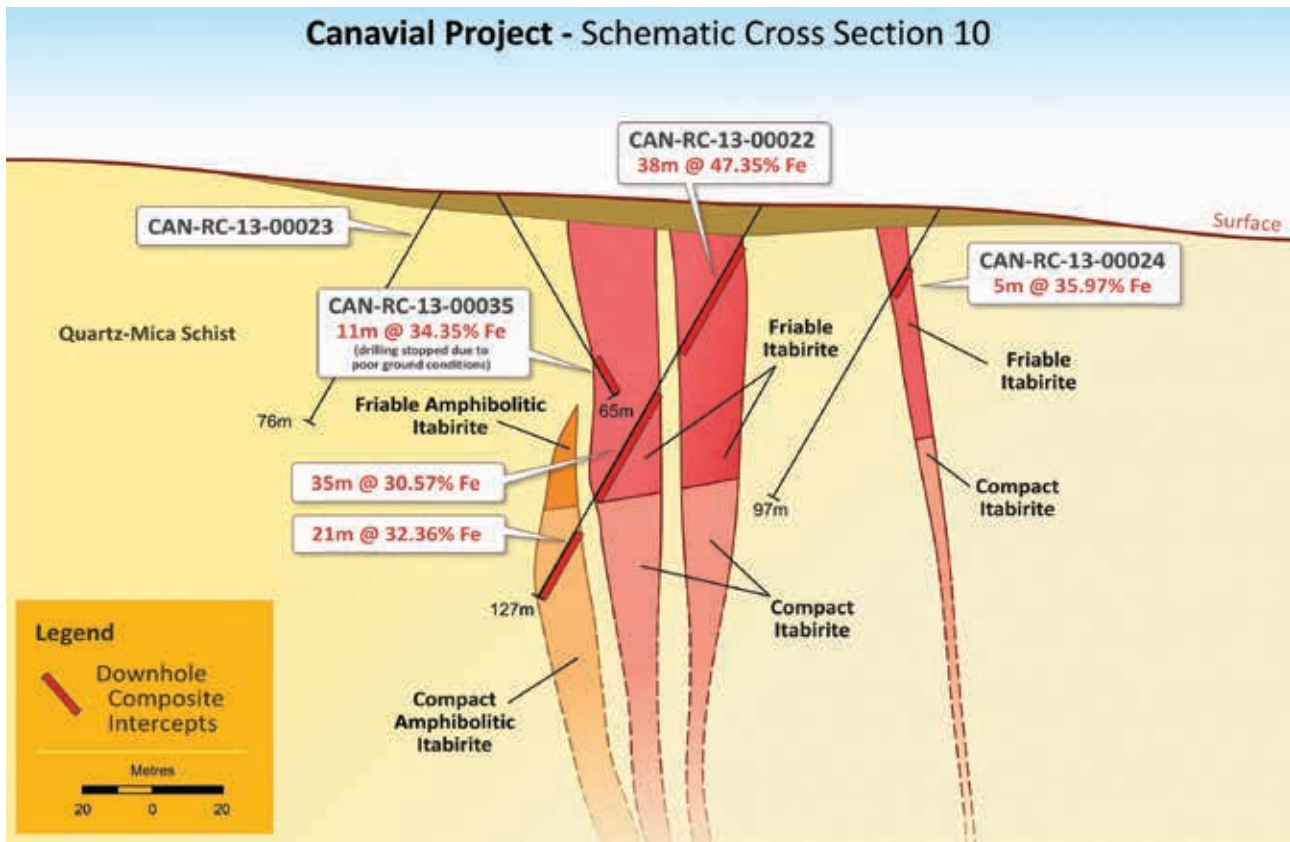 Canavial Project - Schematic Cross Section 10
CAN-RC-13-00022
38m @ 47.35% Fe
CAN-RC-13-00023
Surface
CAN-RC-13-00024
5m @ 35.97% Fe
CAN-RC-13-00035
11m @ 34.35% Fe
(drilling stopped due to
poor ground conditions)
Quartz-Mica Schist
Friable
Itabirite
Friable
Itabirite
76m
65m
Friable Amphibolitic
Itabirite
35m @ 30.57% Fe
97m
Compact
Itabirite
21m @ 32.36% Fe
127m
Compact
Itabirite
Compact
Amphibolitic
Itabirite
Legend
Downhole
Composite
Intercepts
Metres
20 0 20